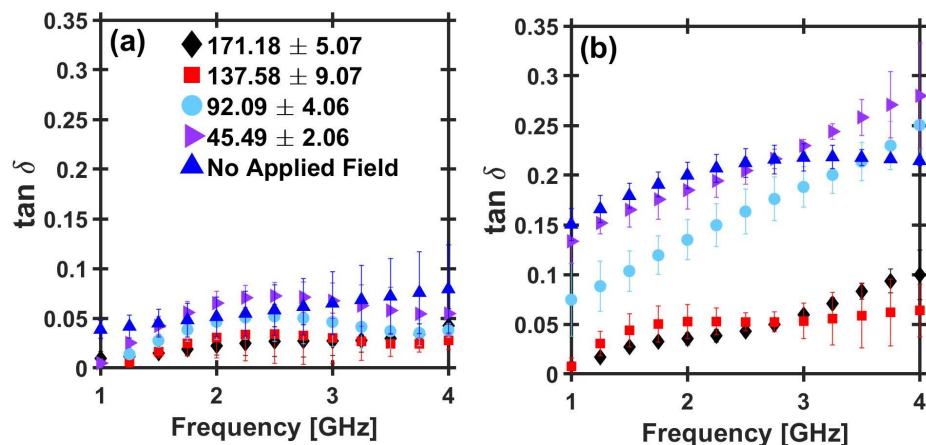 (a)
171.18 ± 5.07
137.58 ± 9.07
92.09 ± 4.06
45.49 ± 2.06
No Applied Field
0.35
0.3
0.25
0.2
0.15
0.1
0.05
0
tan δ
1 2 3 4
Frequency [GHz]
(b)
0.35
0.3
0.25
0.2
0.15
0.1
0.05
0
tan δ
1 2 3 4
Frequency [GHz]